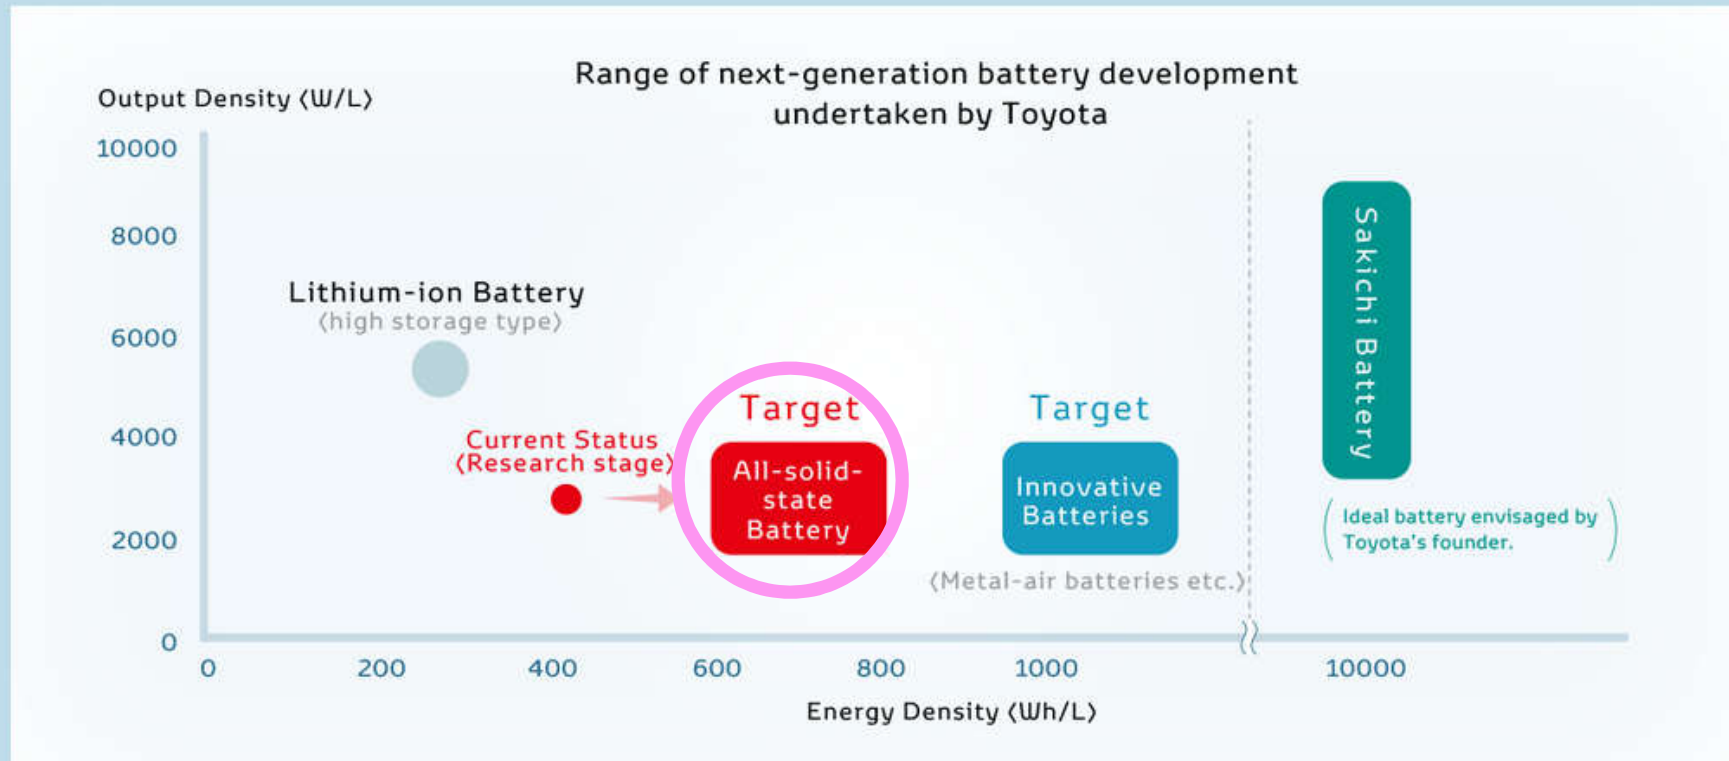 Range of next-generation battery development
undertaken by Toyota
Output Density ⟨W/L⟩
10000
8000
6000
4000
2000
0
Lithium-ion Battery
⟨high storage type⟩
Current Status
⟨Research stage⟩
Target
All-solid-
state
Battery
Target
Innovative
Batteries
⟨Metal-air batteries etc.⟩
Sakichi Battery
(Ideal battery envisaged by
Toyota's founder.)
0
200
400
600
800
1000
10000
Energy Density ⟨Wh/L⟩